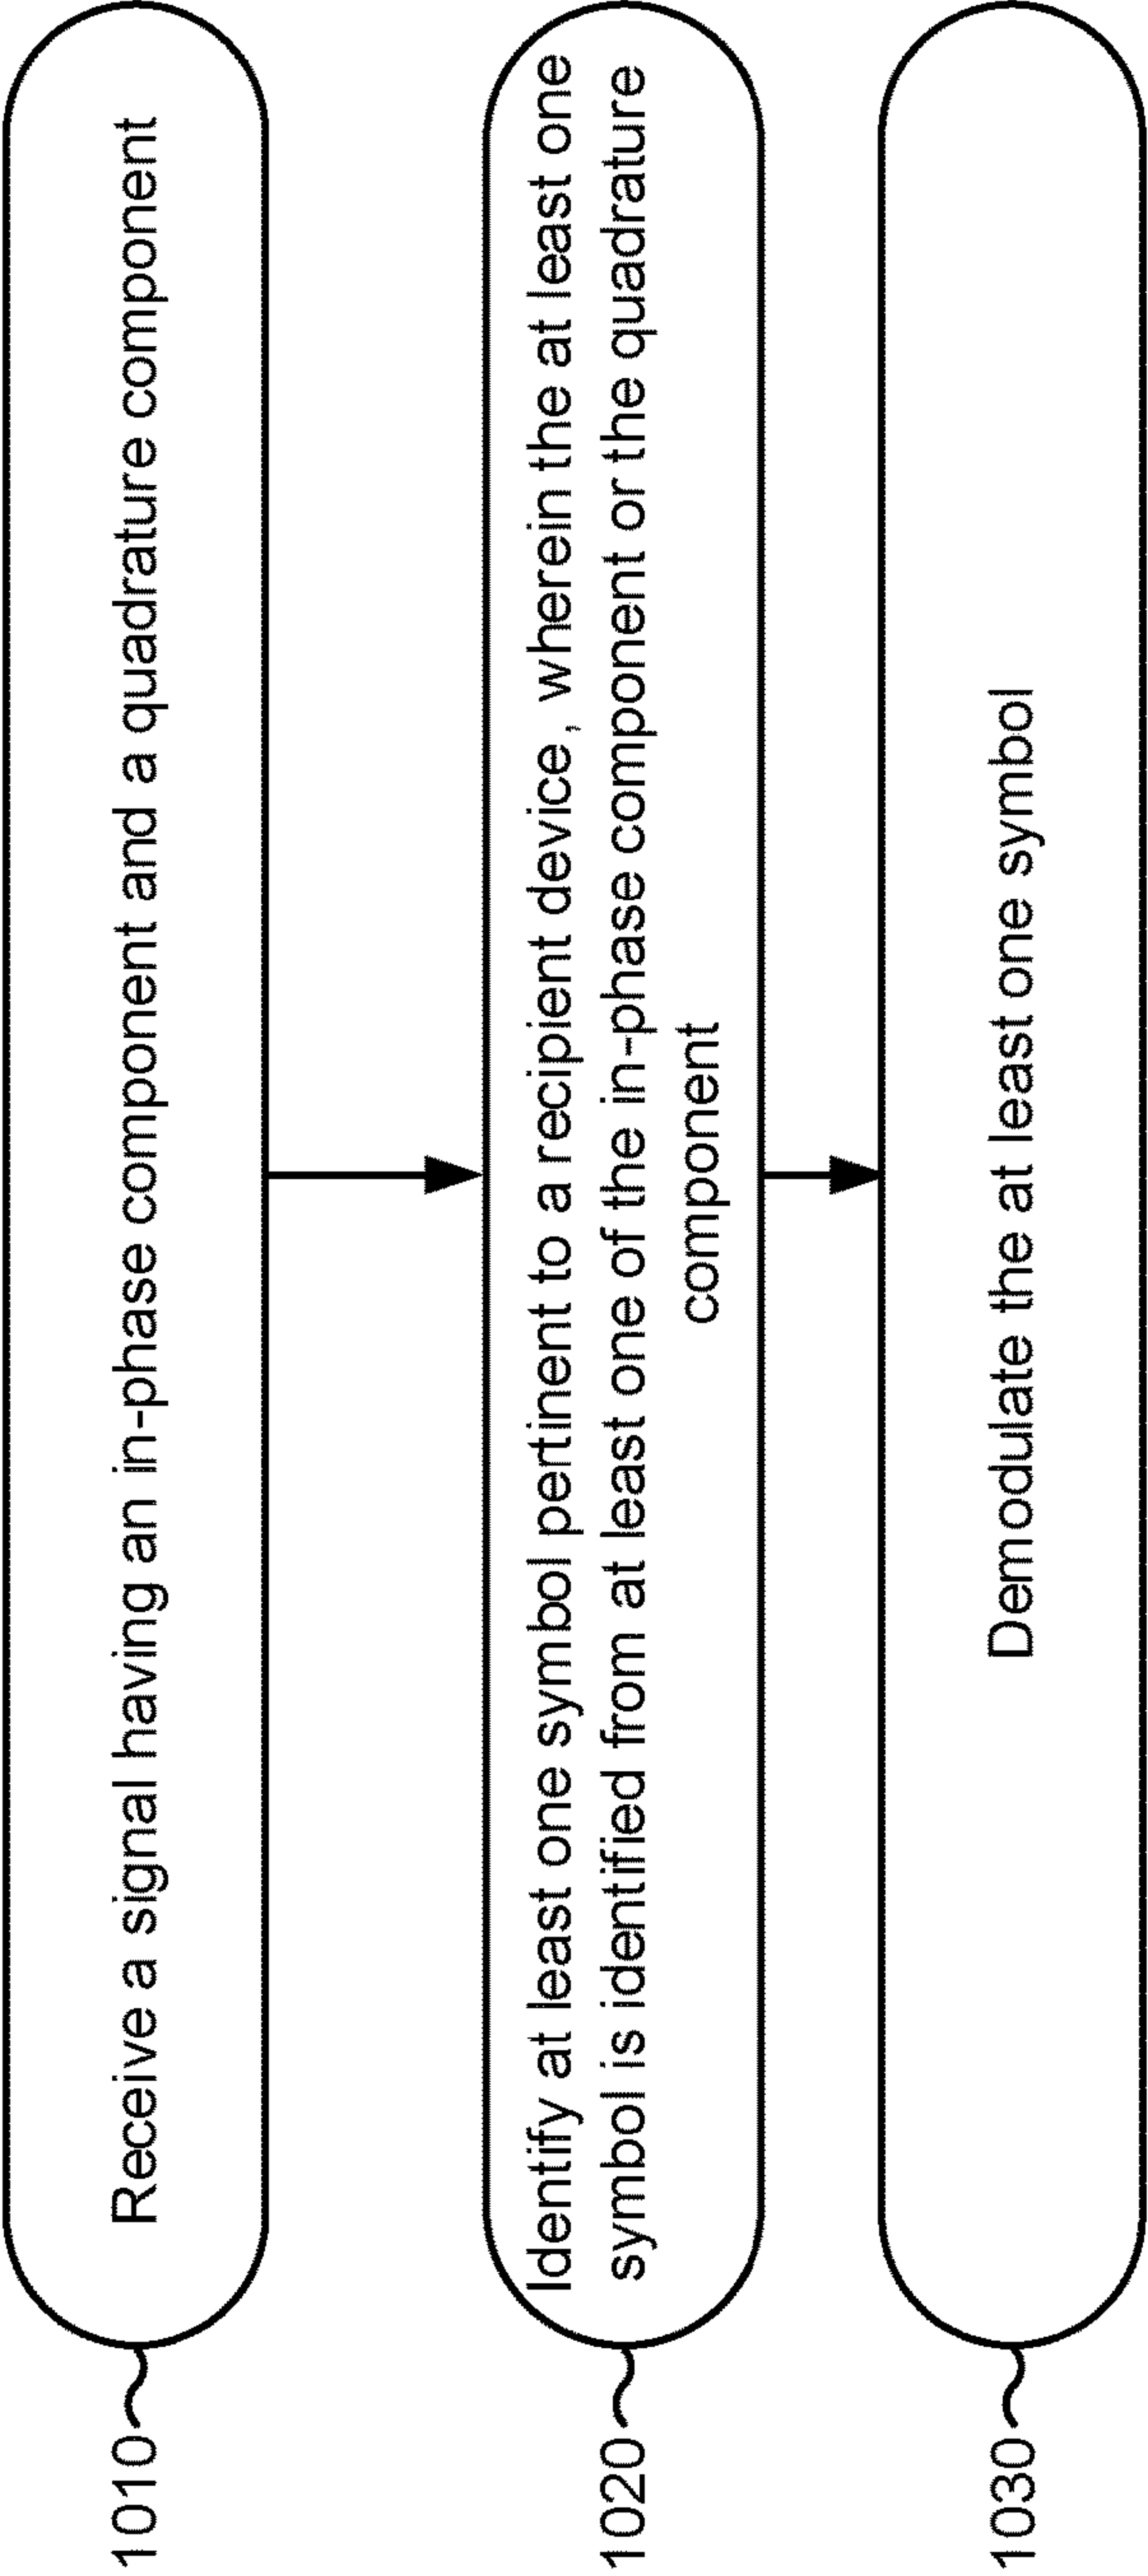 1010
Receive a signal having an in-phase component and a quadrature component
1020
Identify at least one symbol pertinent to a recipient device, wherein the at least one
symbol is identified from at least one of the in-phase component or the quadrature
component
1030
Demodulate the at least one symbol